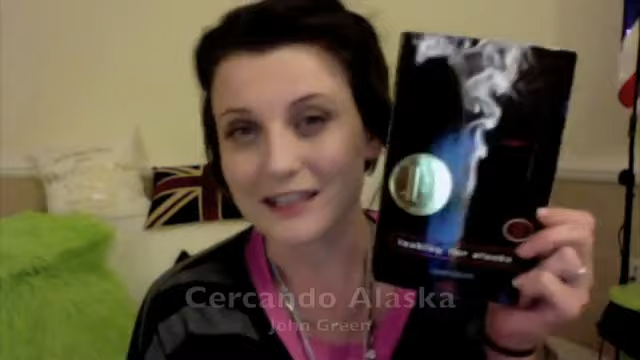 looking for alaska
Cercando Alaska
John Green